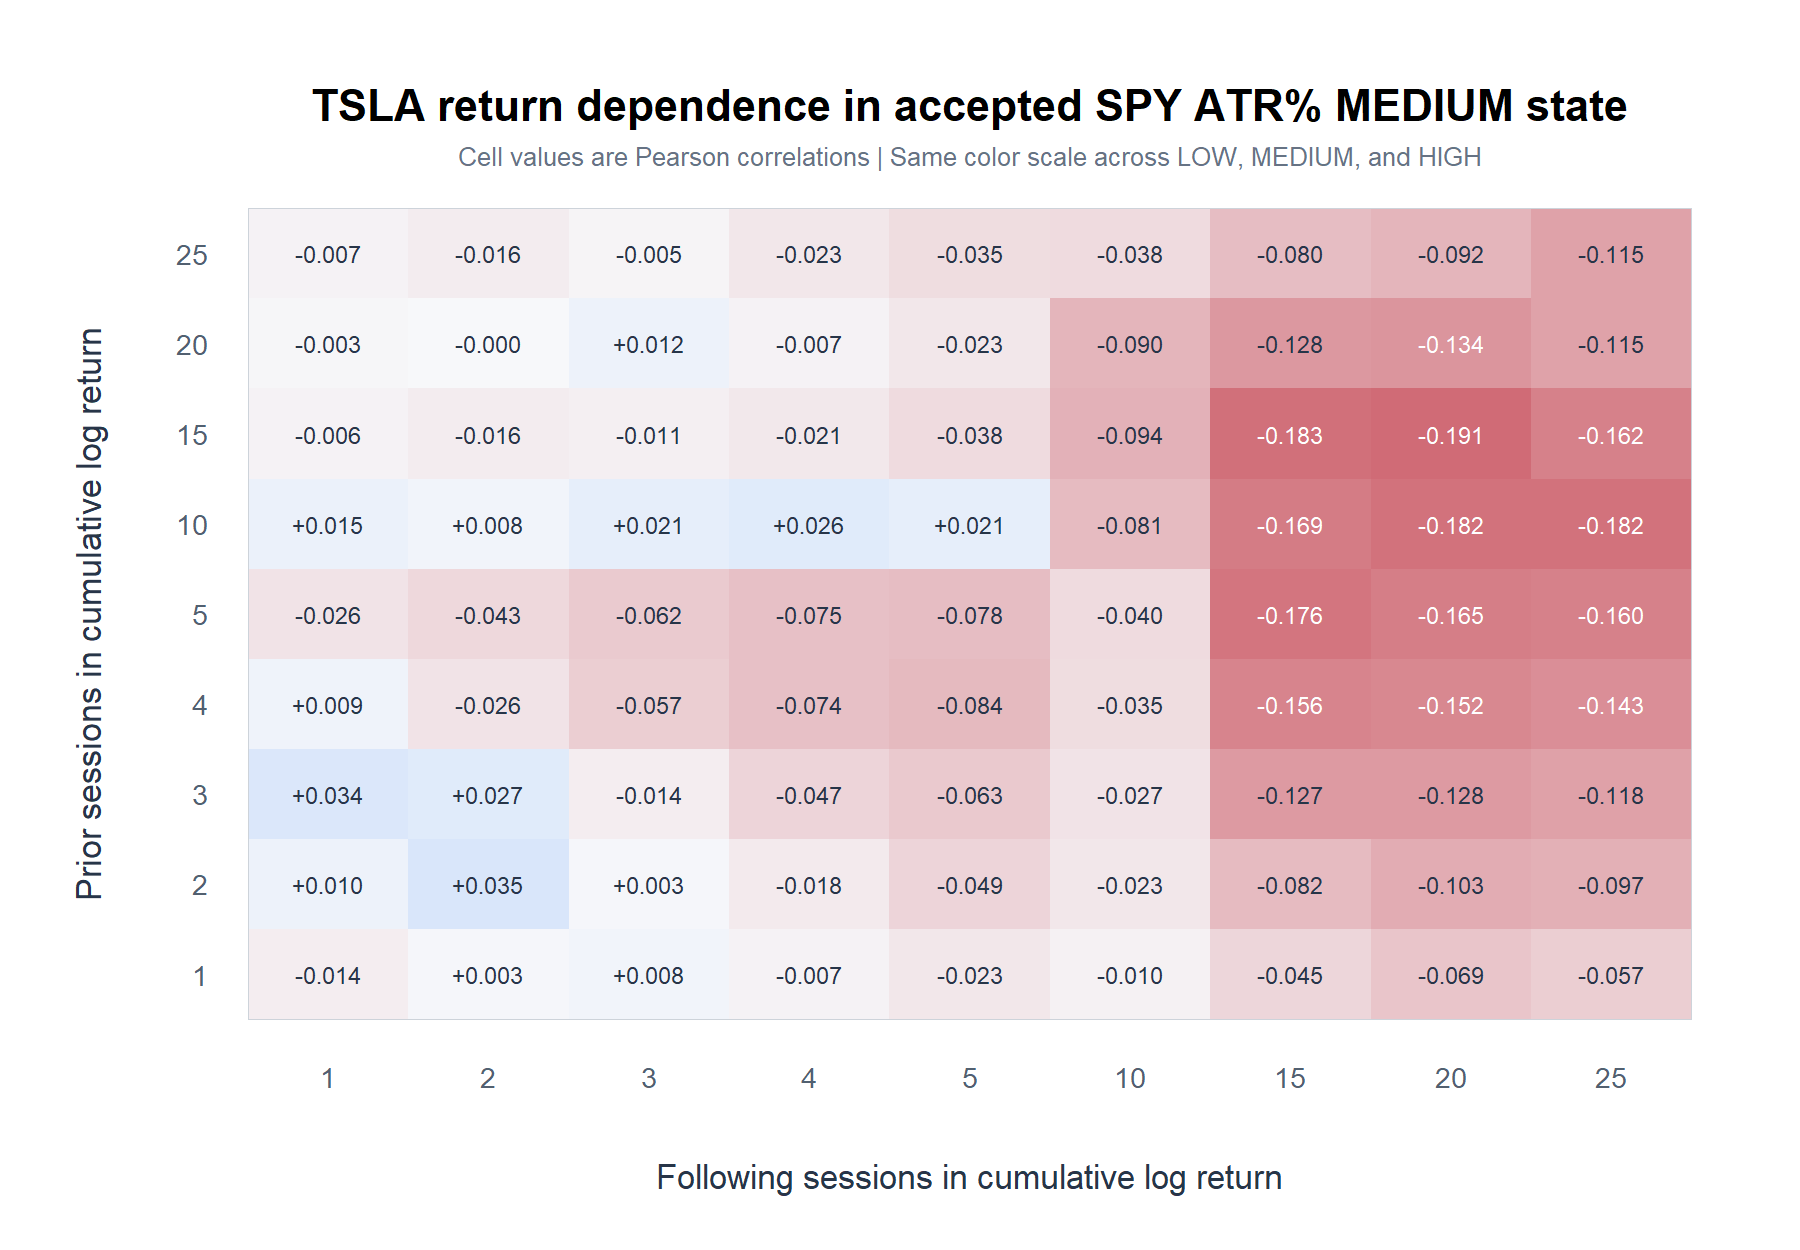 TSLA return dependence in accepted SPY ATR% MEDIUM state
Cell values are Pearson correlations | Same color scale across LOW, MEDIUM, and HIGH
Prior sessions in cumulative log return
25 -0.007 -0.016 -0.005 -0.023 -0.035 -0.038 -0.080 -0.092 -0.115
20 -0.003 -0.000 +0.012 -0.007 -0.023 -0.090 -0.128 -0.134 -0.115
15 -0.006 -0.016 -0.011 -0.021 -0.038 -0.094 -0.183 -0.191 -0.162
10 +0.015 +0.008 +0.021 +0.026 +0.021 -0.081 -0.169 -0.182 -0.182
5 -0.026 -0.043 -0.062 -0.075 -0.078 -0.040 -0.176 -0.165 -0.160
4 +0.009 -0.026 -0.057 -0.074 -0.084 -0.035 -0.156 -0.152 -0.143
3 +0.034 +0.027 -0.014 -0.047 -0.063 -0.027 -0.127 -0.128 -0.118
2 +0.010 +0.035 +0.003 -0.018 -0.049 -0.023 -0.082 -0.103 -0.097
1 -0.014 +0.003 +0.008 -0.007 -0.023 -0.010 -0.045 -0.069 -0.057
1 2 3 4 5 10 15 20 25
Following sessions in cumulative log return